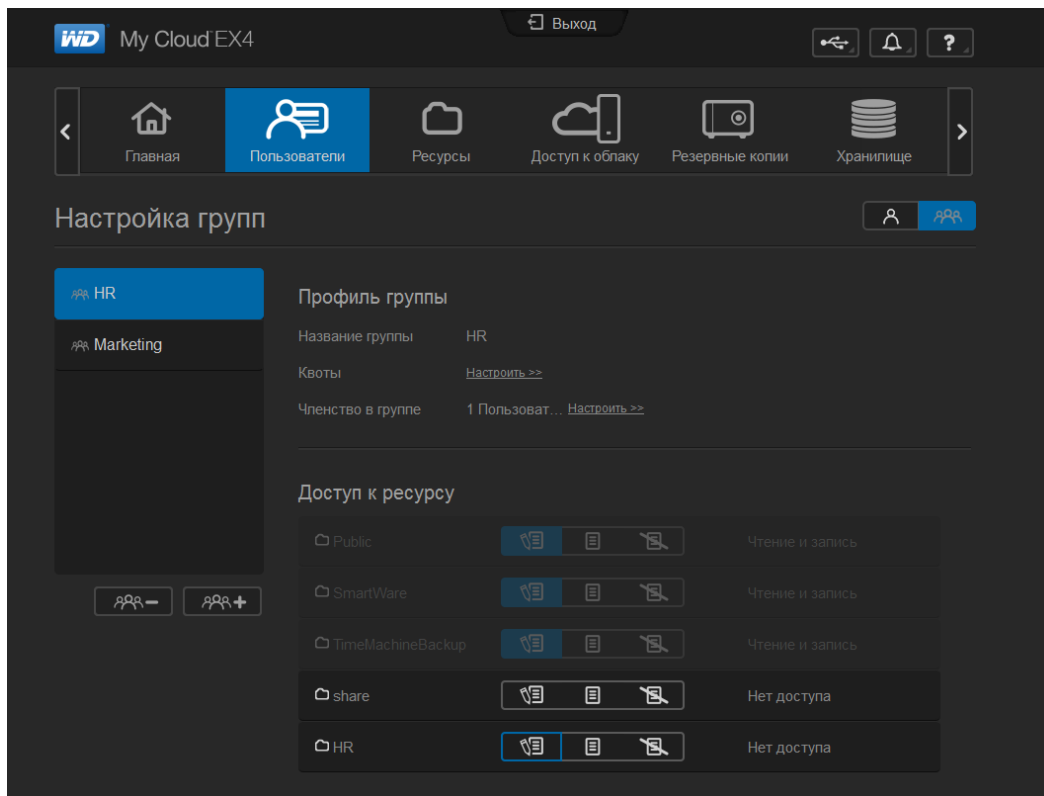 Выход
WD My Cloud EX4
?
Главная
Пользователи
Ресурсы
Доступ к облаку
Резервные копии
Хранилище
Настройка групп
HR
Marketing
Профиль группы
Название группы HR
Квоты Настроить >>
Членство в группе 1 Пользоват... Настроить >>
Доступ к ресурсу
Public Чтение и запись
SmartWare Чтение и запись
TimeMachineBackup Чтение и запись
share Нет доступа
HR Нет доступа